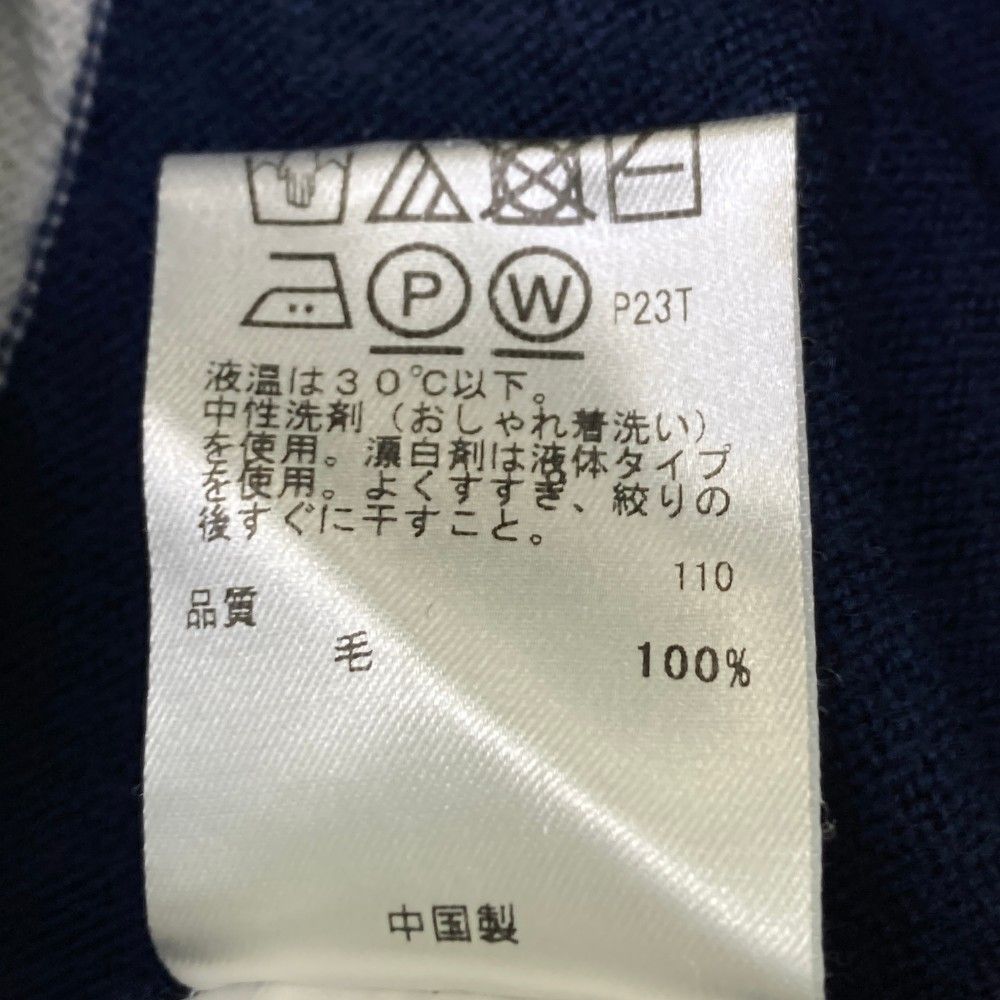 P W P23T
液温は30℃以下。
中性洗剤（おしゃれ着洗い）
を使用。漂白剤は液体タイプ
を使用。よくすすぎ、絞りの
後すぐに干すこと。
110
品質
毛 100%
中国製